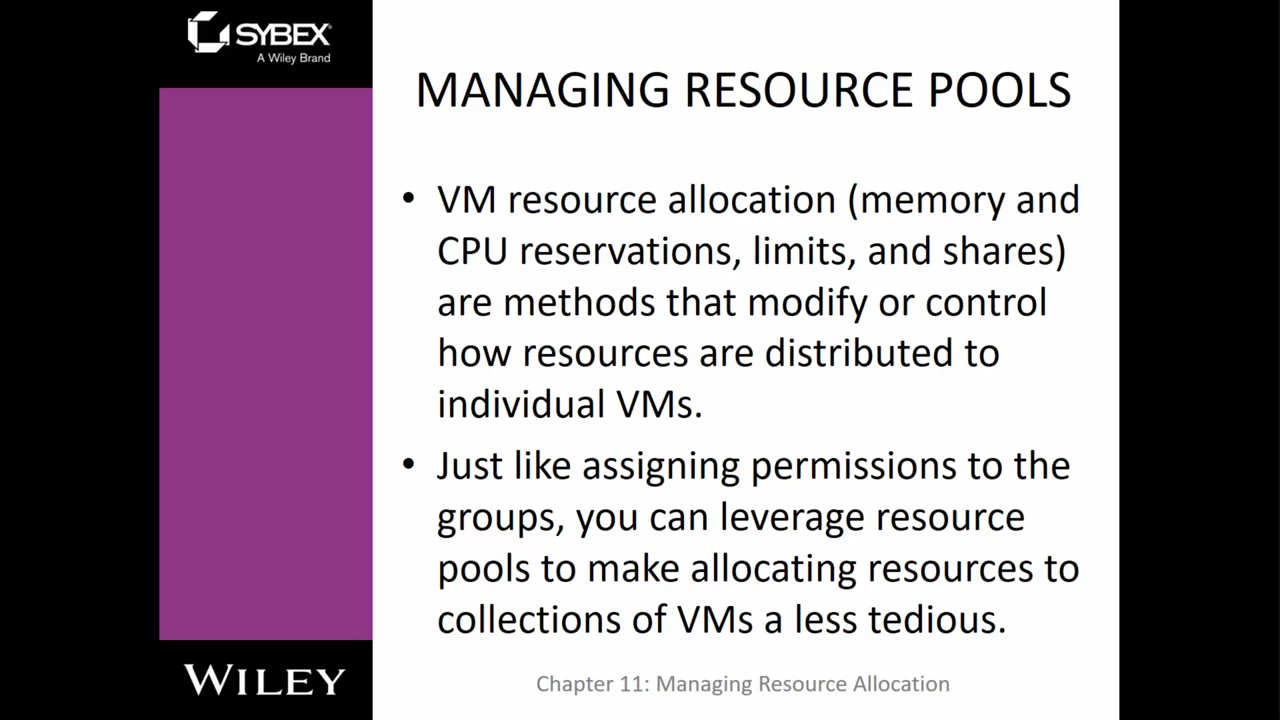 SYBEX
A Wiley Brand
MANAGING RESOURCE POOLS
• VM resource allocation (memory and
CPU reservations, limits, and shares)
are methods that modify or control
how resources are distributed to
individual VMs.
• Just like assigning permissions to the
groups, you can leverage resource
pools to make allocating resources to
collections of VMs a less tedious.
WILEY
Chapter 11: Managing Resource Allocation